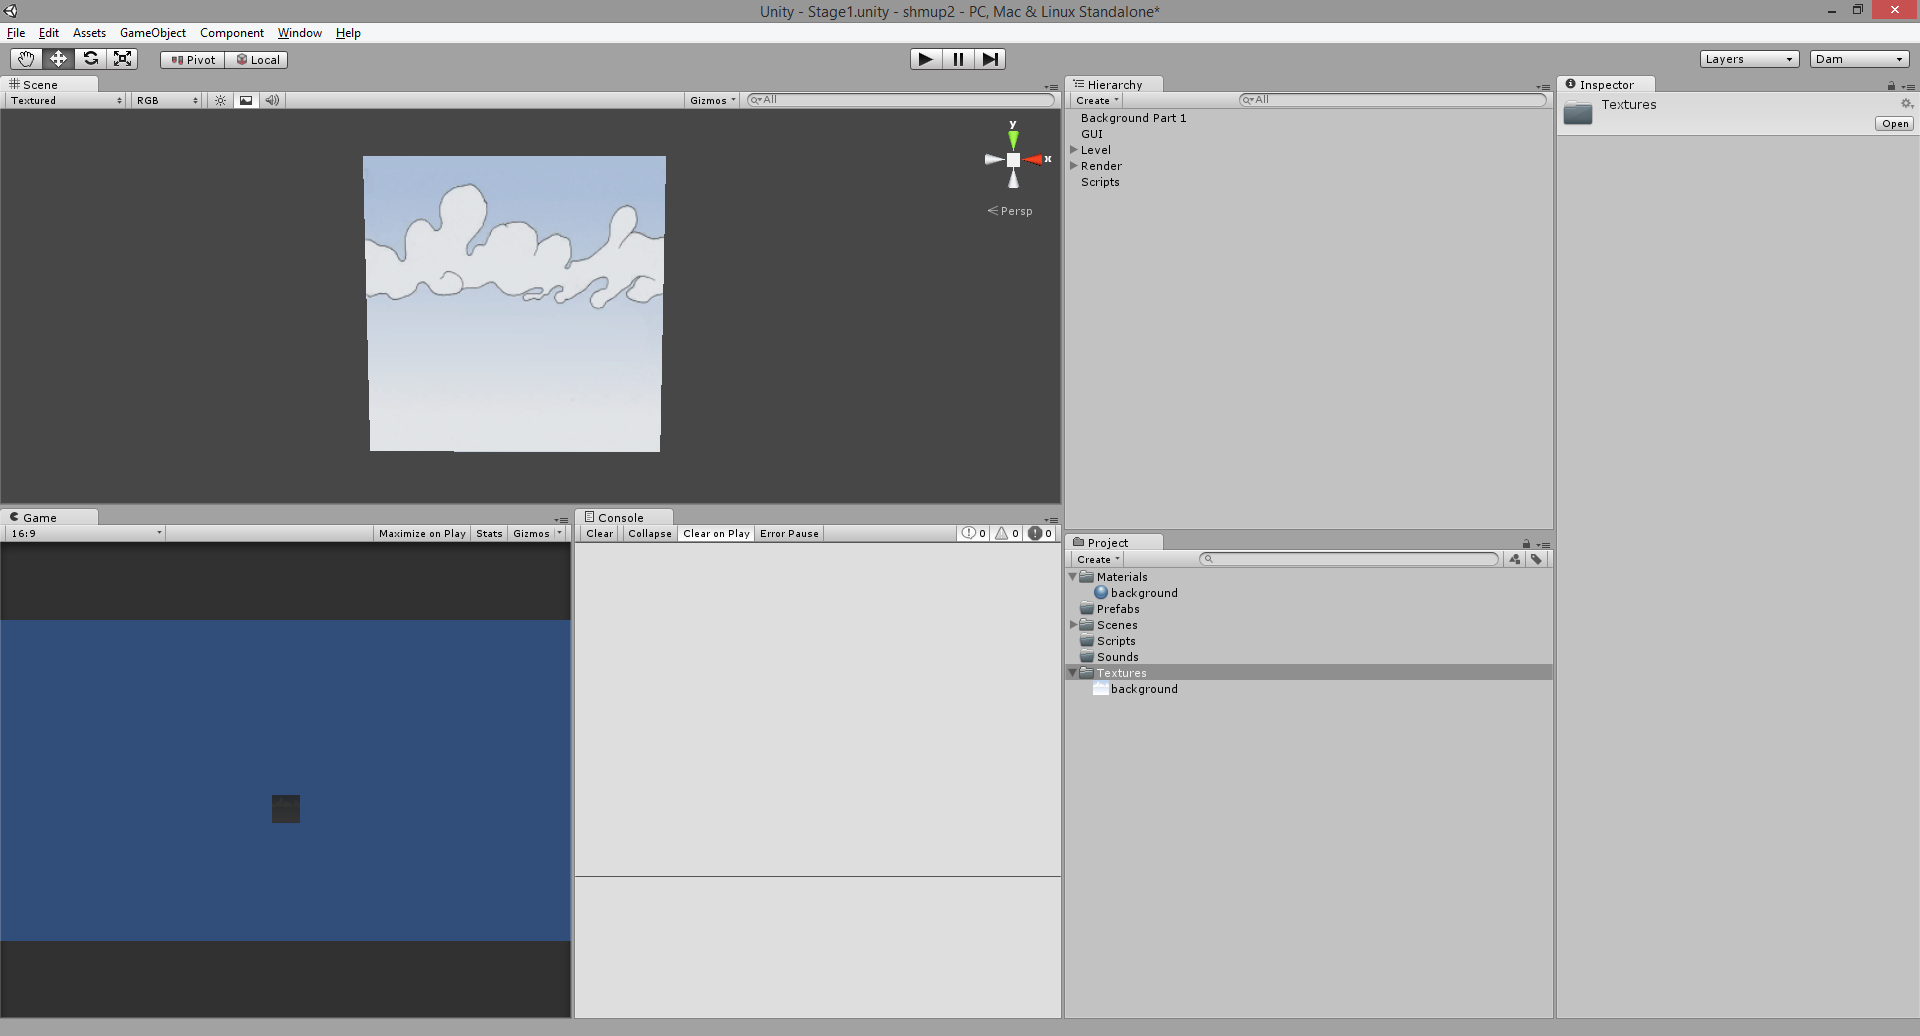 Unity - Stage1.unity - shmup2 - PC, Mac & Linux Standalone*
File Edit Assets GameObject Component Window Help
Pivot Local
Layers Dam
Scene
Textured RGB Gizmos All
y
x
Persp
Hierarchy
Create All
Background Part 1
GUI
Level
Render
Scripts
Inspector
Textures
Open
Game
16:9 Maximize on Play Stats Gizmos
Console
Clear Collapse Clear on Play Error Pause 0 0 0
Project
Create
Materials
background
Prefabs
Scenes
Scripts
Sounds
Textures
background